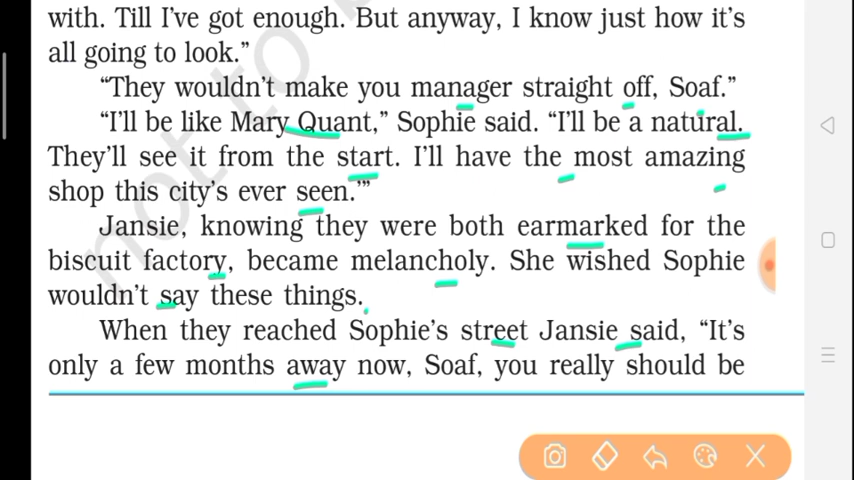 with. Till I've got enough. But anyway, I know just how it's
all going to look.”
“They wouldn't make you manager straight off, Soaf.”
“I'll be like Mary Quant,” Sophie said. “I'll be a natural.
They'll see it from the start. I'll have the most amazing
shop this city's ever seen.’”
Jansie, knowing they were both earmarked for the
biscuit factory, became melancholy. She wished Sophie
wouldn't say these things.
When they reached Sophie's street Jansie said, “It's
only a few months away now, Soaf, you really should be
not to b